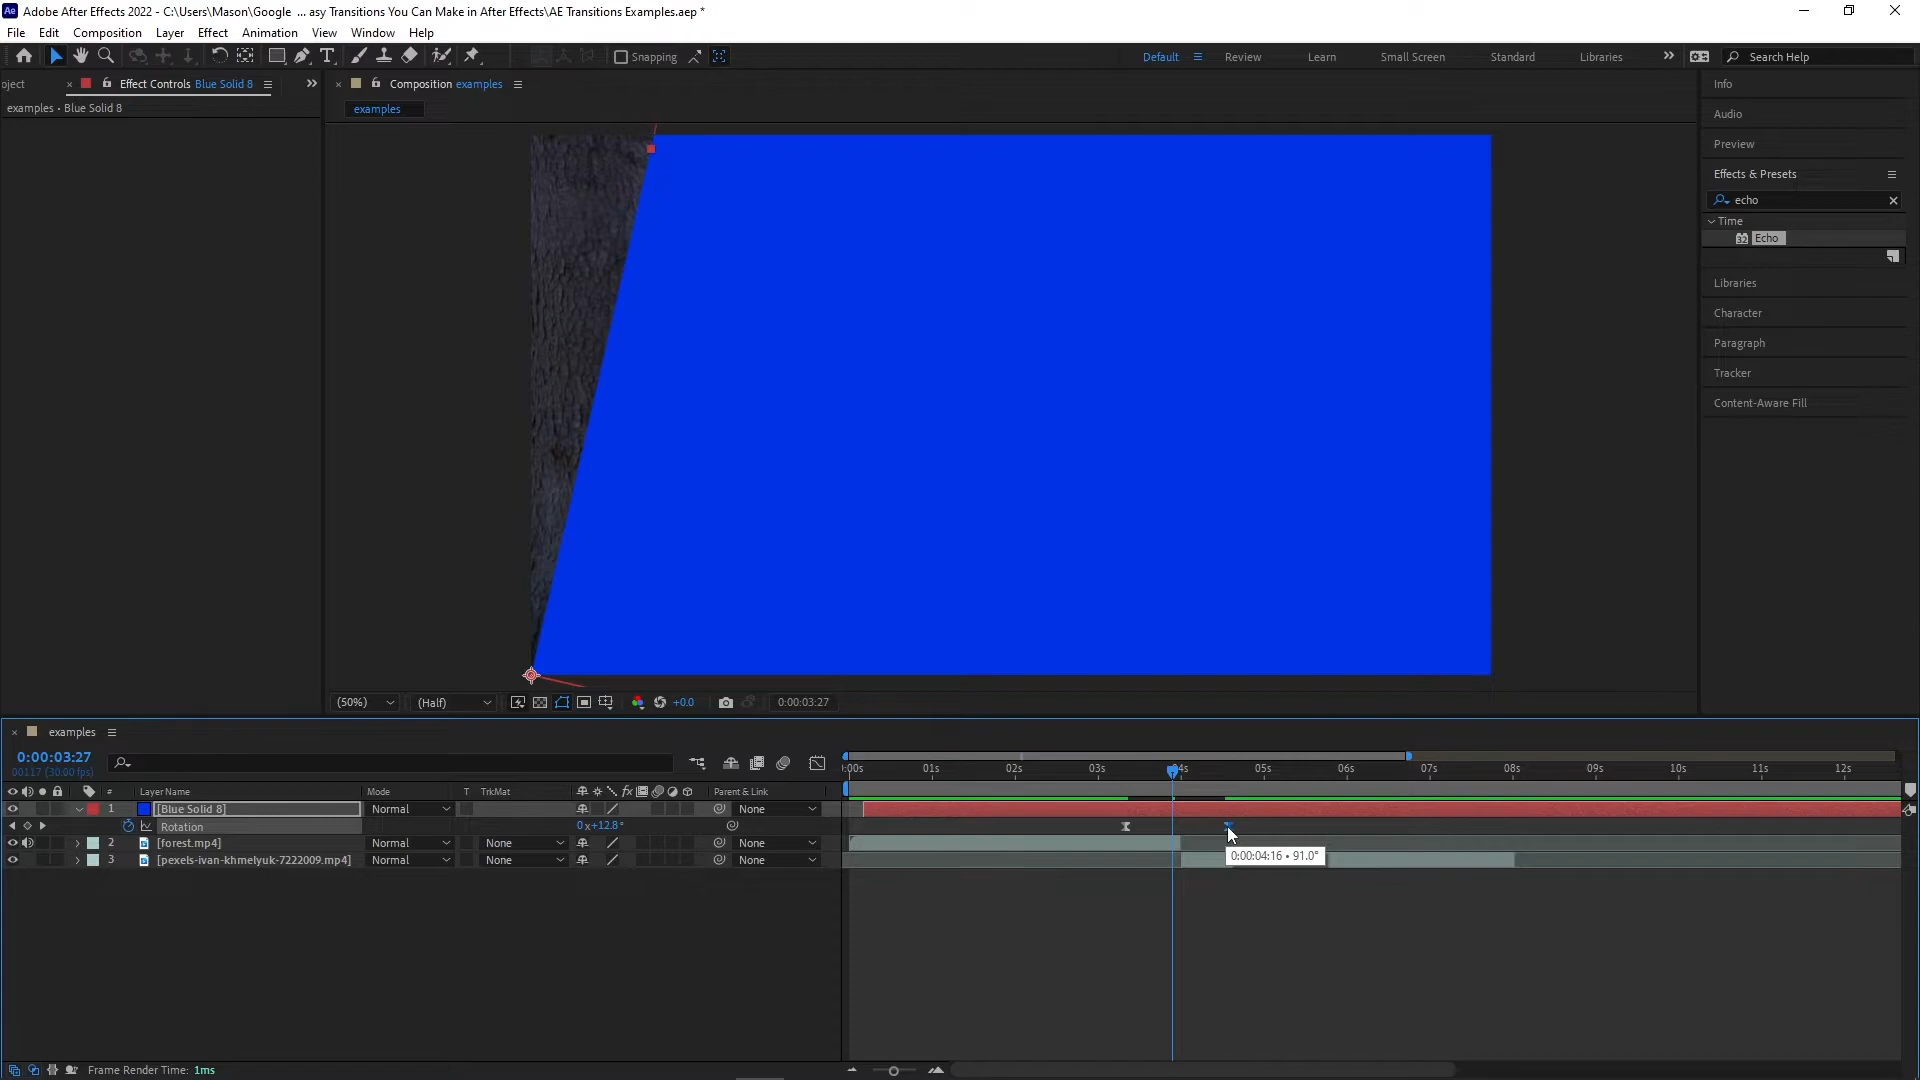 Adobe After Effects 2022 - C:\Users\Mason\Google ... asy Transitions You Can Make in After Effects\AE Transitions Examples.aep *
File Edit Composition Layer Effect Animation View Window Help
Snapping
Default Review Learn Small Screen Standard Libraries Search Help
oject Effect Controls Blue Solid 8
Composition examples
examples • Blue Solid 8
examples
Info
Audio
Preview
Effects & Presets
echo
Time
32 Echo
Libraries
Character
Paragraph
Tracker
Content-Aware Fill
(50%) (Half) +0.0 0:00:03:27
examples
0:00:03:27
00117 (30.00 fps)
):00s 01s 02s 03s 04s 05s 06s 07s 08s 09s 10s 11s 12s
# Layer Name Mode T TrkMat fx Parent & Link
1 [Blue Solid 8] Normal None
Rotation 0x+12.8°
2 [forest.mp4] Normal None None
3 [pexels-ivan-khmelyuk-7222009.mp4] Normal None None
0:00:04:16 • 91.0°
Frame Render Time: 1ms